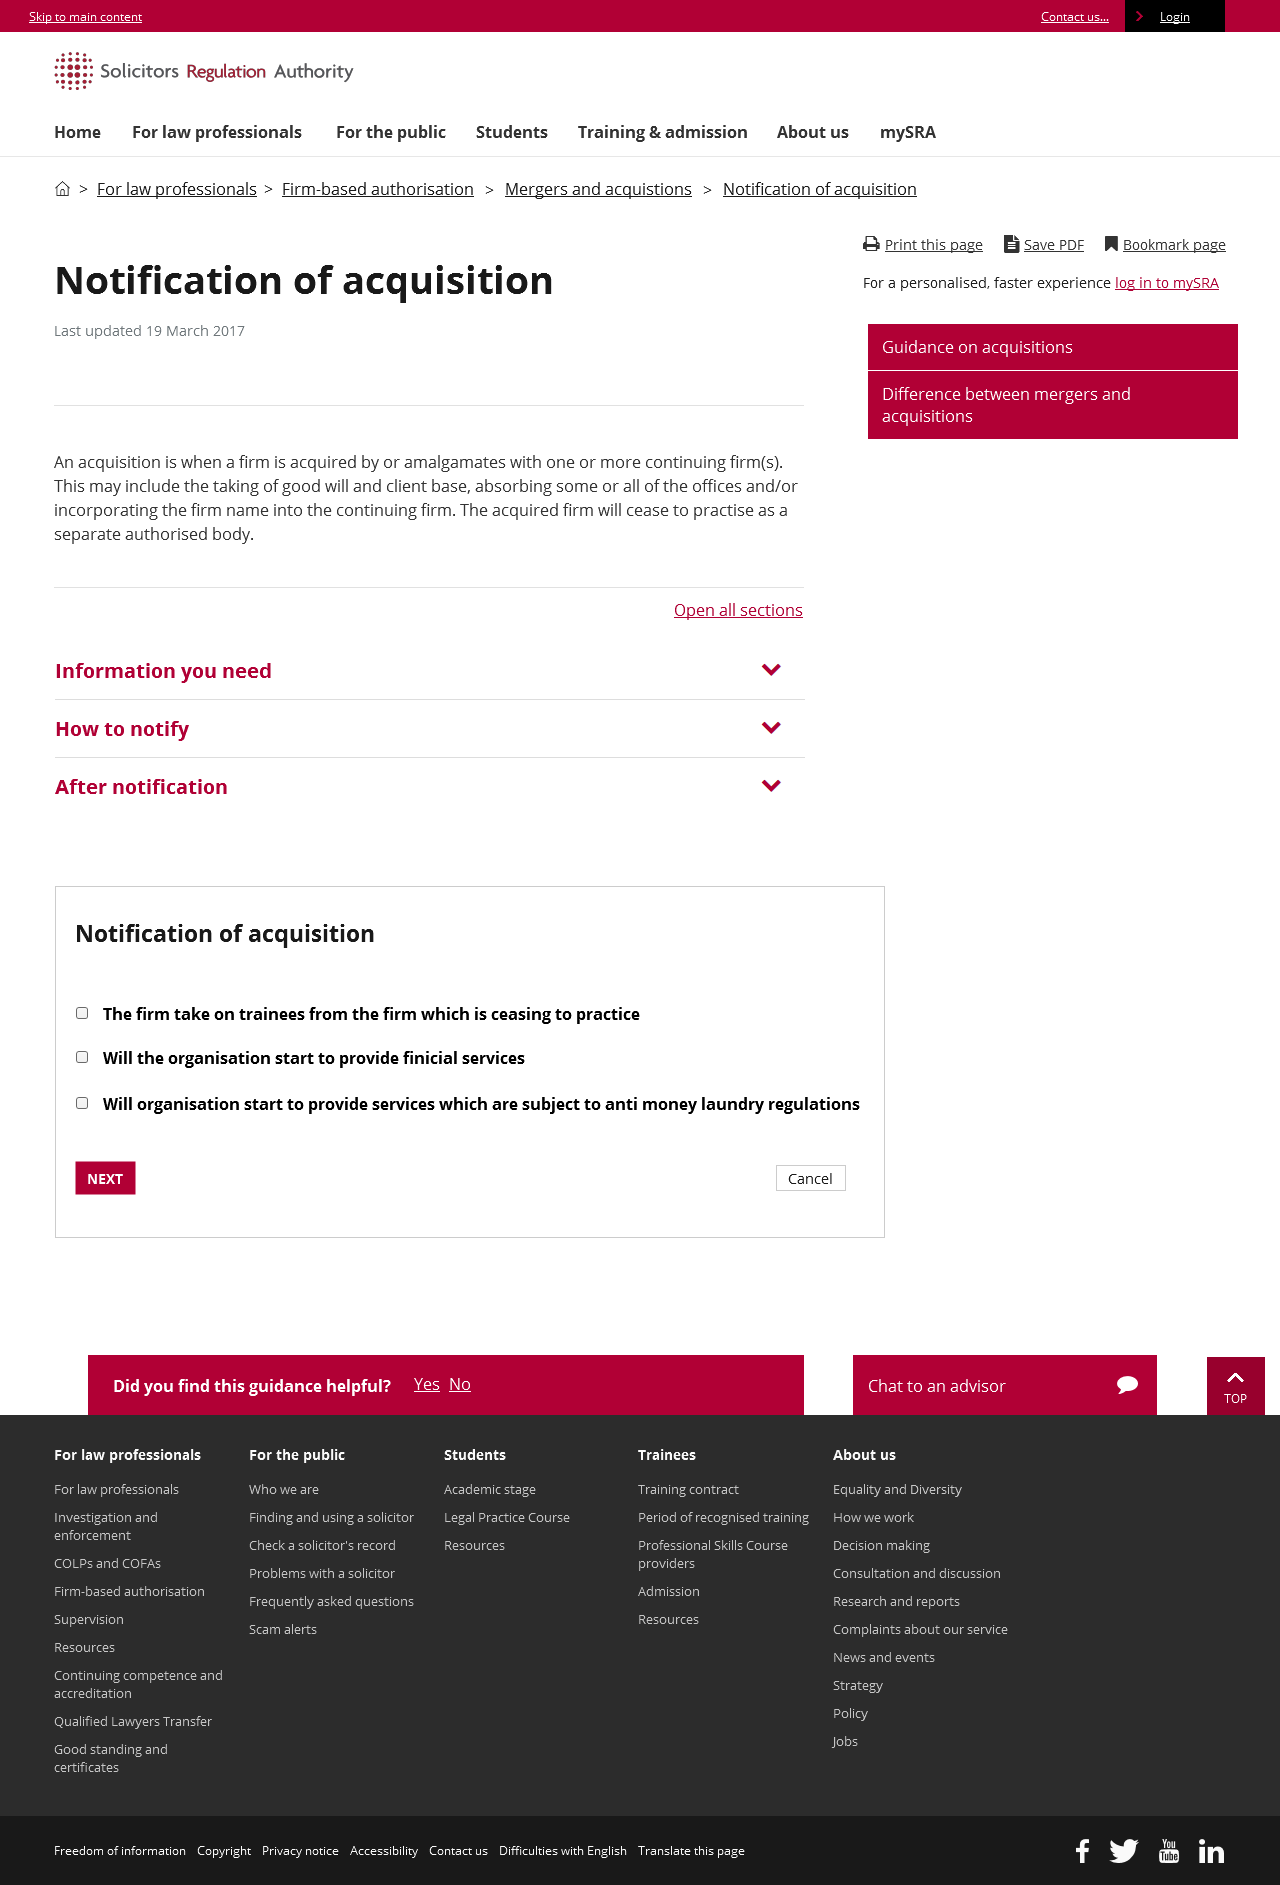 Skip to main content
Contact us...
Login
Solicitors Regulation Authority
Home For law professionals For the public Students Training & admission About us mySRA
> For law professionals > Firm-based authorisation > Mergers and acquistions > Notification of acquisition
Print this page Save PDF Bookmark page
For a personalised, faster experience log in to mySRA
Notification of acquisition
Last updated 19 March 2017
Guidance on acquisitions
Difference between mergers and
acquisitions
An acquisition is when a firm is acquired by or amalgamates with one or more continuing firm(s).
This may include the taking of good will and client base, absorbing some or all of the offices and/or
incorporating the firm name into the continuing firm. The acquired firm will cease to practise as a
separate authorised body.
Open all sections
Information you need
How to notify
After notification
Notification of acquisition
The firm take on trainees from the firm which is ceasing to practice
Will the organisation start to provide finicial services
Will organisation start to provide services which are subject to anti money laundry regulations
NEXT
Cancel
Did you find this guidance helpful? Yes No
Chat to an advisor
TOP
For law professionals
For law professionals
Investigation and
enforcement
COLPs and COFAs
Firm-based authorisation
Supervision
Resources
Continuing competence and
accreditation
Qualified Lawyers Transfer
Good standing and
certificates
For the public
Who we are
Finding and using a solicitor
Check a solicitor's record
Problems with a solicitor
Frequently asked questions
Scam alerts
Students
Academic stage
Legal Practice Course
Resources
Trainees
Training contract
Period of recognised training
Professional Skills Course
providers
Admission
Resources
About us
Equality and Diversity
How we work
Decision making
Consultation and discussion
Research and reports
Complaints about our service
News and events
Strategy
Policy
Jobs
Freedom of information Copyright Privacy notice Accessibility Contact us Difficulties with English Translate this page
You
Tube